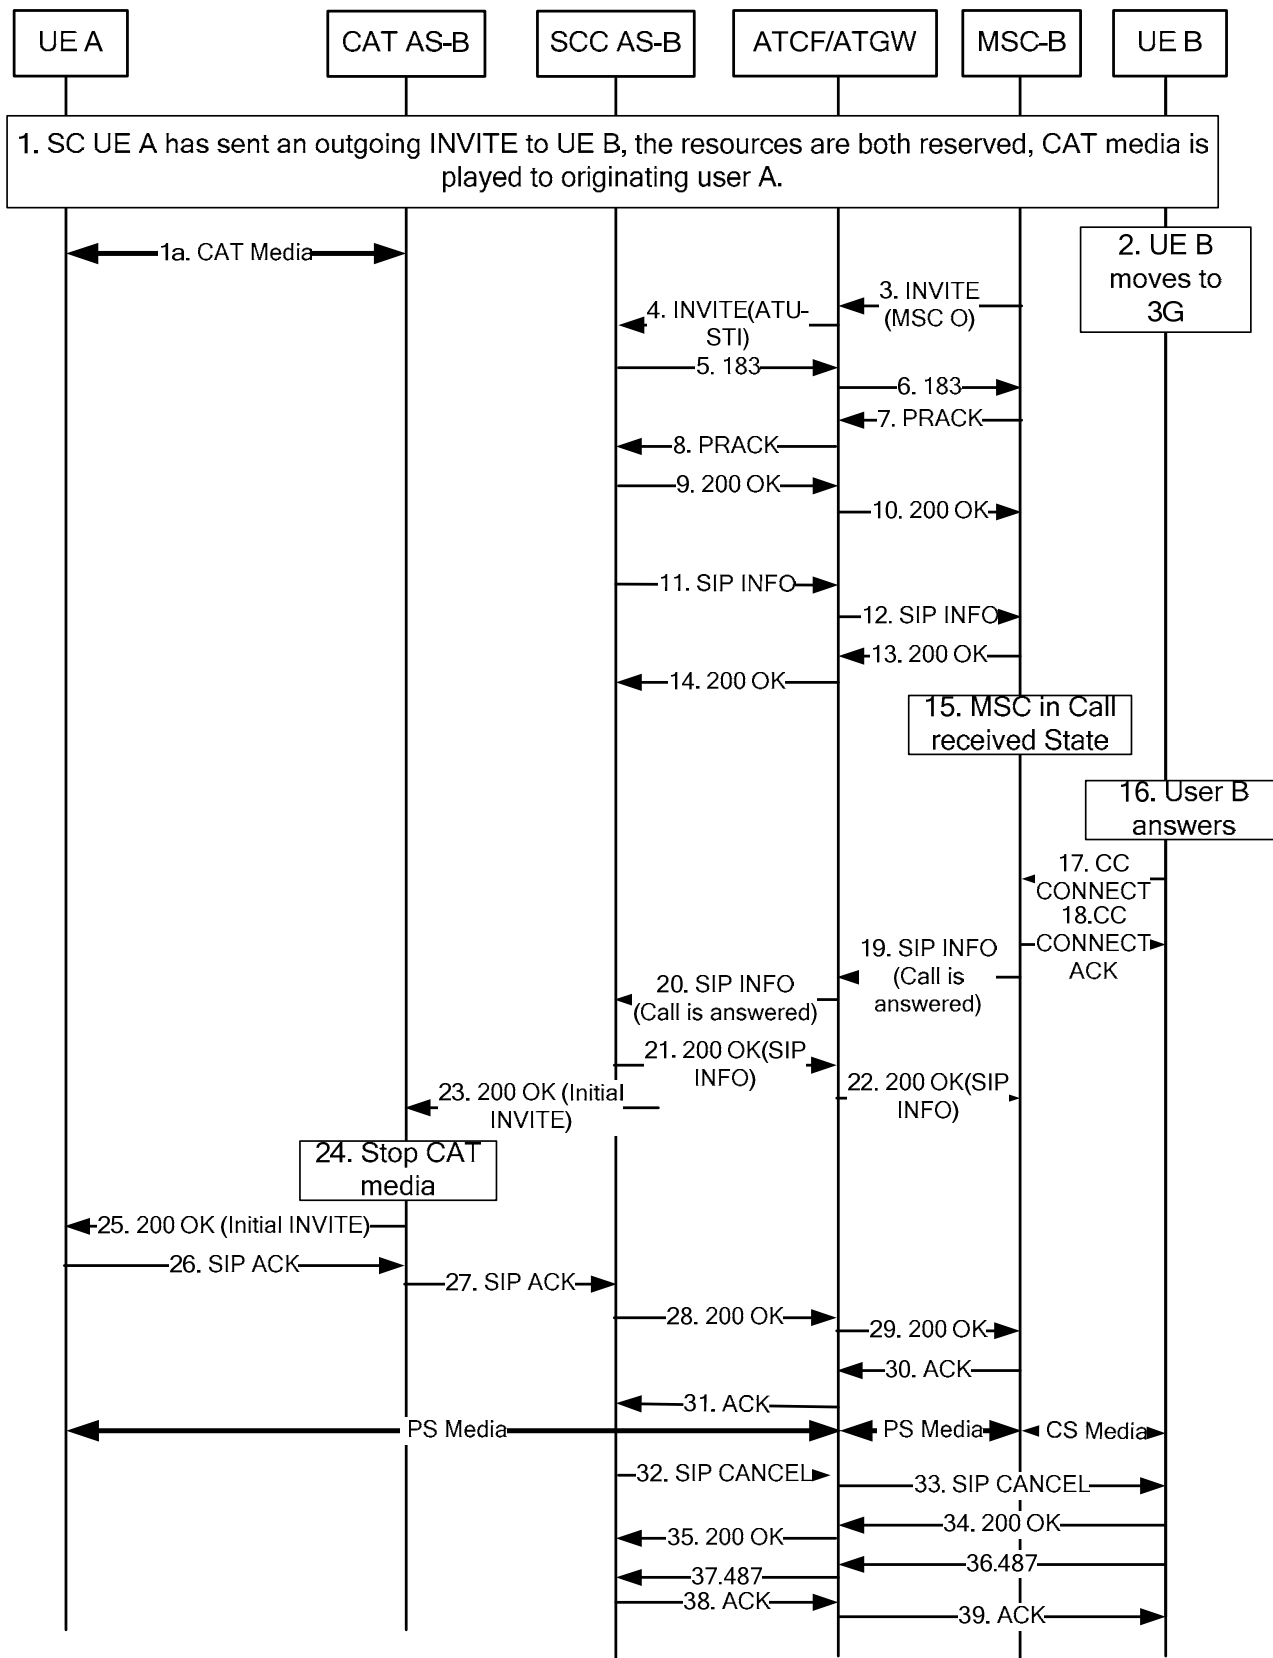 UE A
CAT AS-B
SCC AS-B
ATCF/ATGW
MSC-B
UE B
1. SC UE A has sent an outgoing INVITE to UE B, the resources are both reserved, CAT media is
played to originating user A.
1a. CAT Media
2. UE B
moves to
3G
3. INVITE
(MSC O)
4. INVITE(ATU-
STI)
5. 183
6. 183
7. PRACK
8. PRACK
9. 200 OK
10. 200 OK
11. SIP INFO
12. SIP INFO
13. 200 OK
14. 200 OK
15. MSC in Call
received State
16. User B
answers
17. CC
CONNECT
18.CC
CONNECT
ACK
19. SIP INFO
(Call is
answered)
20. SIP INFO
(Call is answered)
21. 200 OK(SIP
INFO)
22. 200 OK(SIP
INFO)
23. 200 OK (Initial
INVITE)
24. Stop CAT
media
25. 200 OK (Initial INVITE)
26. SIP ACK
27. SIP ACK
28. 200 OK
29. 200 OK
30. ACK
31. ACK
PS Media
PS Media
CS Media
32. SIP CANCEL
33. SIP CANCEL
34. 200 OK
35. 200 OK
36.487
37.487
38. ACK
39. ACK